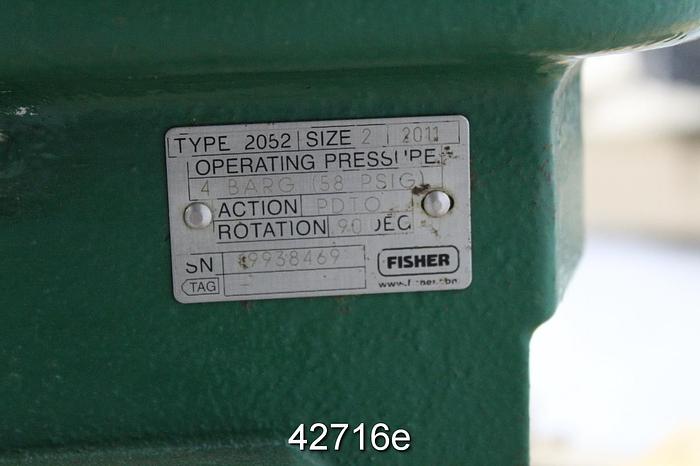 TYPE 2052 SIZE 2 2011
OPERATING PRESSURE
4 BARG (58 PSIG)
ACTION PDTO
ROTATION 90 DEG
SN
FISHER
TAG
42716e